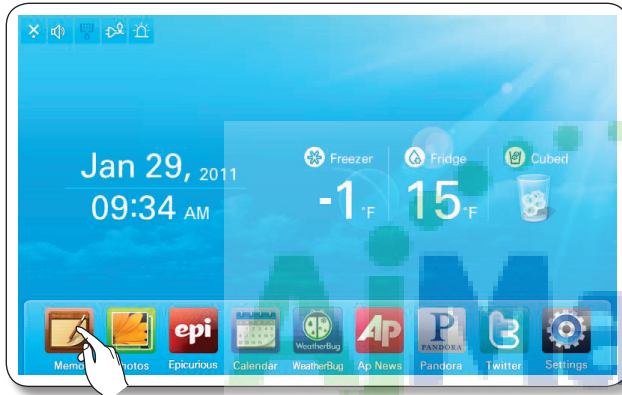 Jan 29, 2011
09:34 AM
Freezer
-1 °F
Fridge
15 °F
Cubed
epi
WeatherBug
AP
P
PANDORA
Memo
Photos
Epicurious
Calendar
WeatherBug
Ap News
Pandora
Twitter
Settings
AjMe